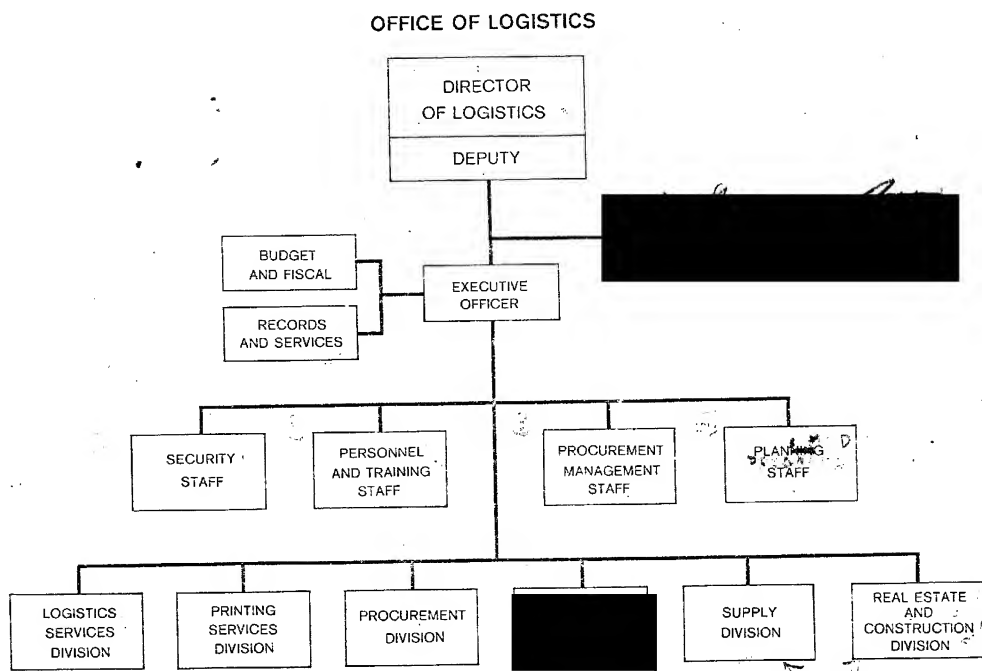 OFFICE OF LOGISTICS
DIRECTOR
OF LOGISTICS
DEPUTY
BUDGET
AND FISCAL
EXECUTIVE
OFFICER
RECORDS
AND SERVICES
SECURITY
STAFF
PERSONNEL
AND TRAINING
STAFF
PROCUREMENT
MANAGEMENT
STAFF
PLANNING
STAFF
LOGISTICS
SERVICES
DIVISION
PRINTING
SERVICES
DIVISION
PROCUREMENT
DIVISION
SUPPLY
DIVISION
REAL ESTATE
AND
CONSTRUCTION
DIVISION